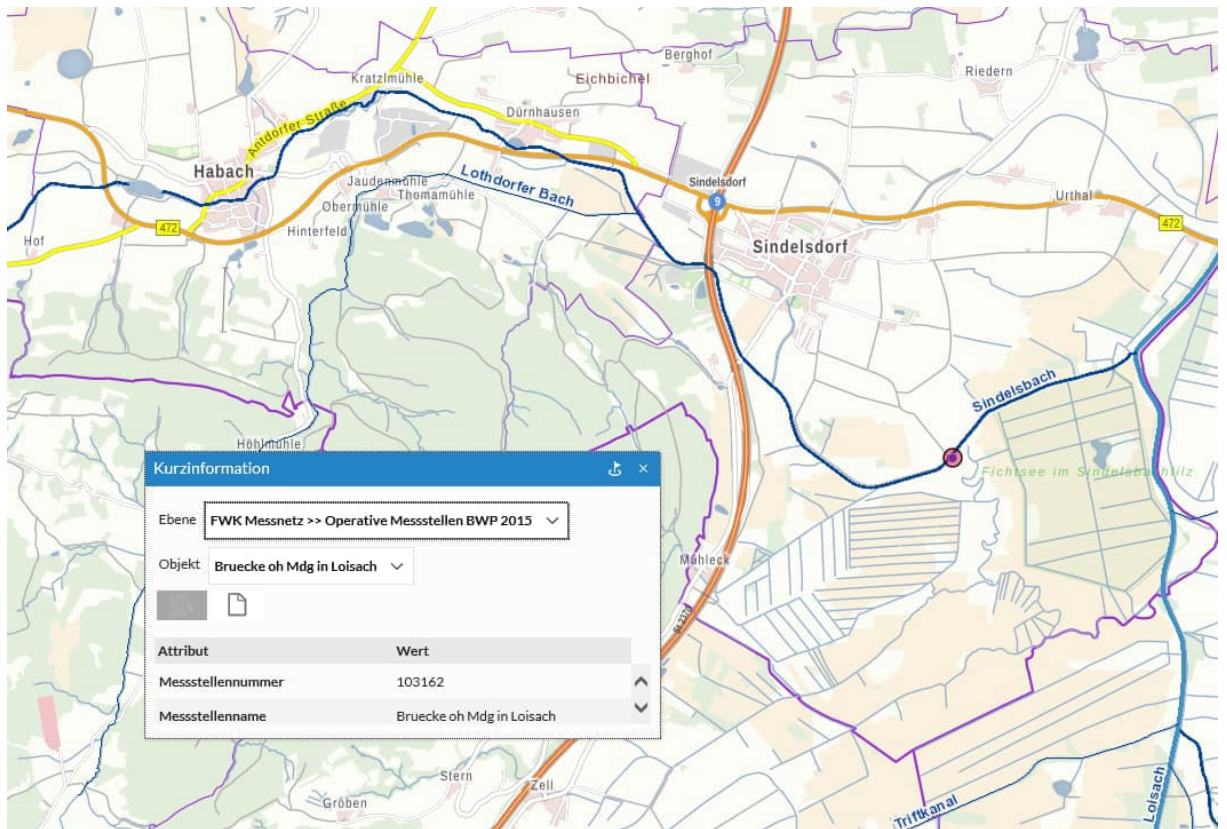 Berghof
Riedern
Kratzlmühle
Eichbichel
Antdorfer Straße
Dürnhausen
Habach
Jaudenmühle
Lothdorfer Bach
Sindelsdorf
Thomamühle
Obermühle
9
Urthal
472
472
Hof
Hinterfeld
Sindelsdorf
Sindelsbach
Höhlmühle
Fichtsee im Sindelsbachfilz
Kurzinformation
Ebene FWK Messnetz >> Operative Messstellen BWP 2015
Objekt Bruecke oh Mdg in Loisach
Attribut Wert
Messstellennummer 103162
Messstellenname Bruecke oh Mdg in Loisach
Mühleck
St 2370
Stern
Zell
Gröben
Triftkanal
Loisach